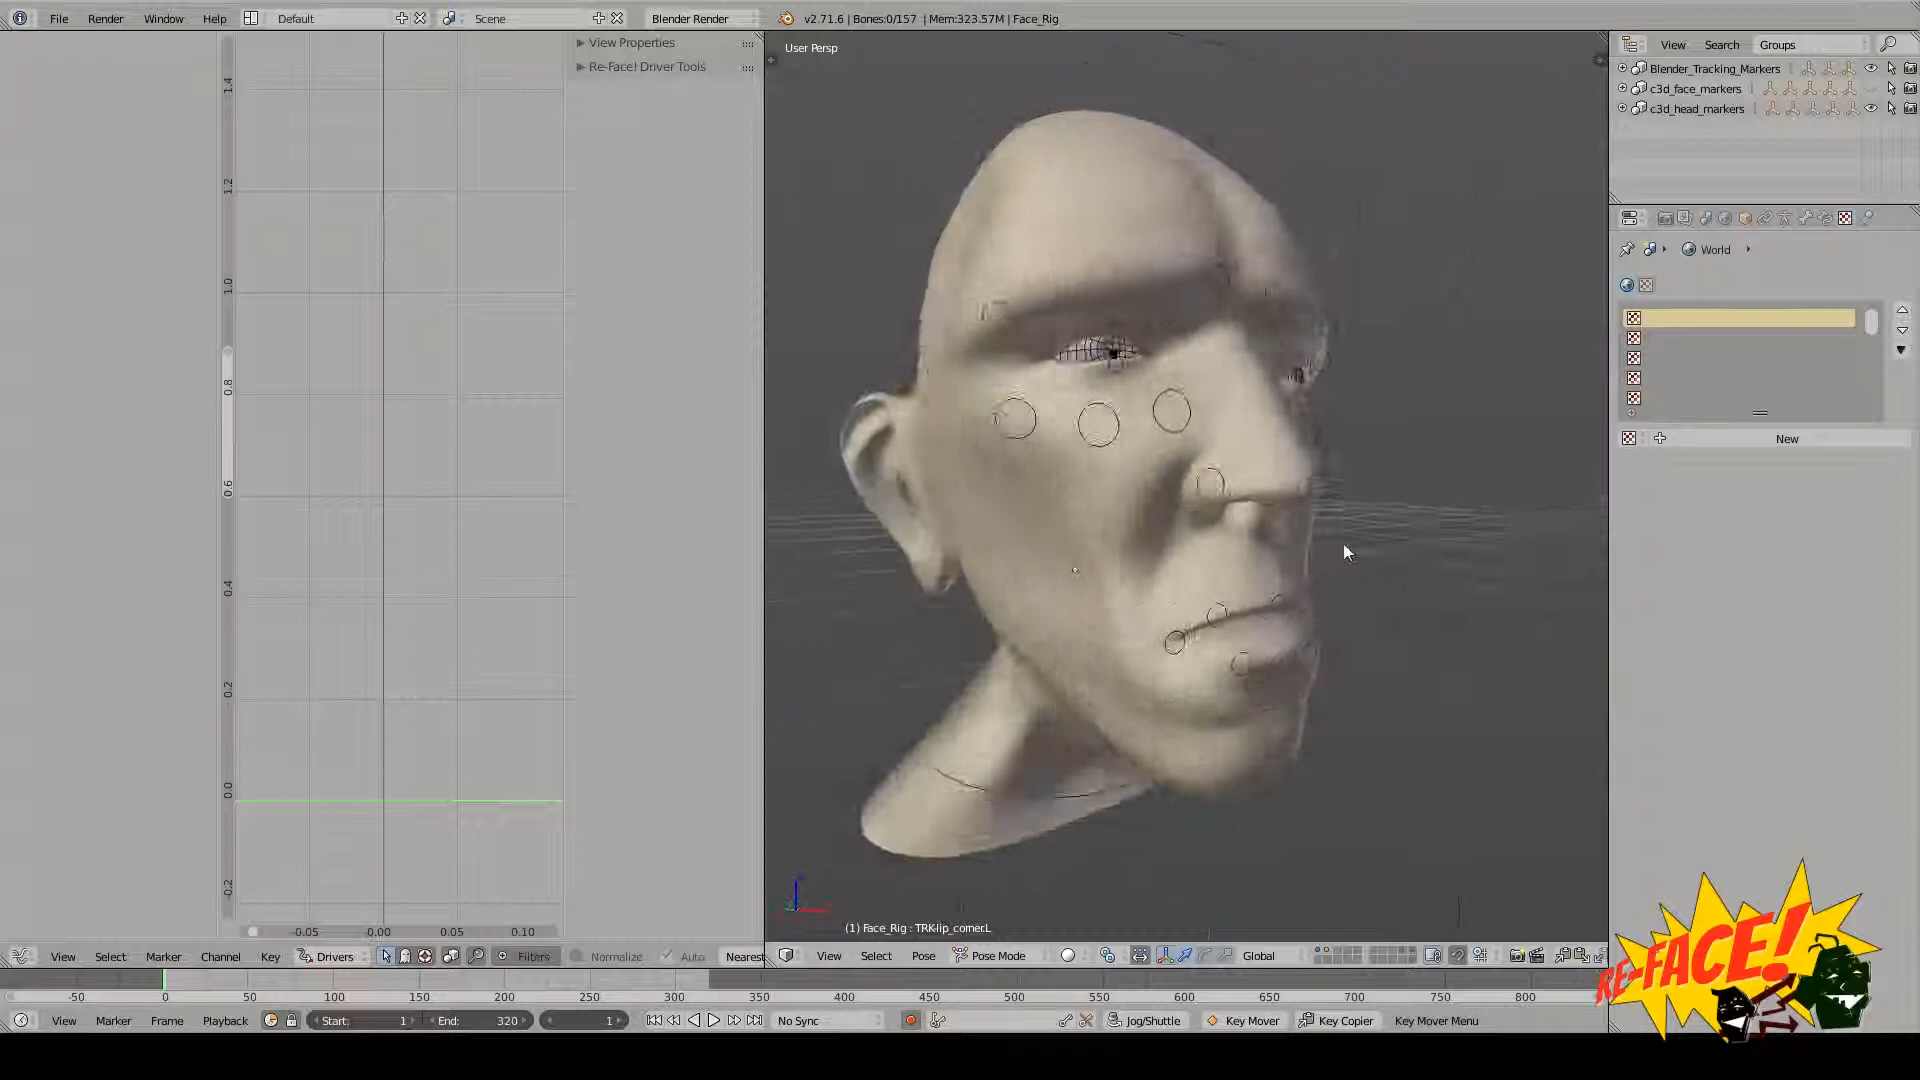 File Render Window Help Default Scene Blender Render v2.71.6 | Bones:0/157 | Mem:323.57M | Face_Rig
View Properties
Re-Face! Driver Tools
User Persp
View Search Groups
Blender_Tracking_Markers
c3d_face_markers
c3d_head_markers
World
New
1.4
1.2
1.0
0.8
0.6
0.4
0.2
0.0
-0.2
-0.05 -0.00 0.05 0.10
(1) Face_Rig : TRK-lip_corner.L
View Select Marker Channel Key Drivers Filters Normalize Auto Nearest
View Select Pose Pose Mode Global
-50 0 50 100 150 200 250 300 350 400 450 500 550 600 650 700 750 800
View Marker Frame Playback Start: 1 End: 320 1 No Sync Jog/Shuttle Key Mover Key Copier Key Mover Menu
RE-FACE!